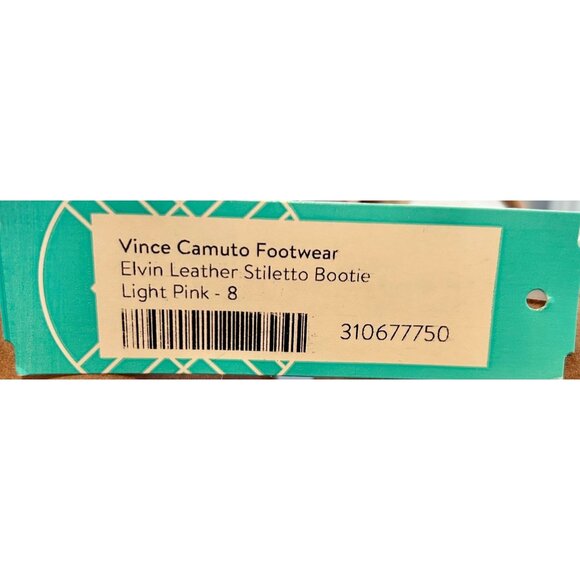 Vince Camuto Footwear
Elvin Leather Stiletto Bootie
Light Pink - 8
310677750